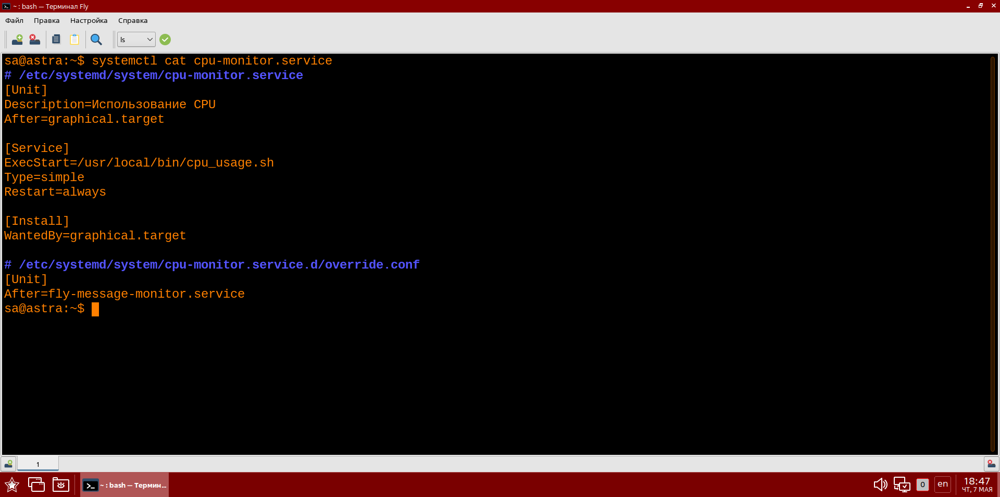 ~ : bash — Терминал Fly
Файл Правка Настройка Справка
ls
sa@astra:~$ systemctl cat cpu-monitor.service
# /etc/systemd/system/cpu-monitor.service
[Unit]
Description=Использование CPU
After=graphical.target
[Service]
ExecStart=/usr/local/bin/cpu_usage.sh
Type=simple
Restart=always
[Install]
WantedBy=graphical.target
# /etc/systemd/system/cpu-monitor.service.d/override.conf
[Unit]
After=fly-message-monitor.service
sa@astra:~$
1
~ : bash — Термин...
0
en
18:47
ЧТ, 7 МАЯ